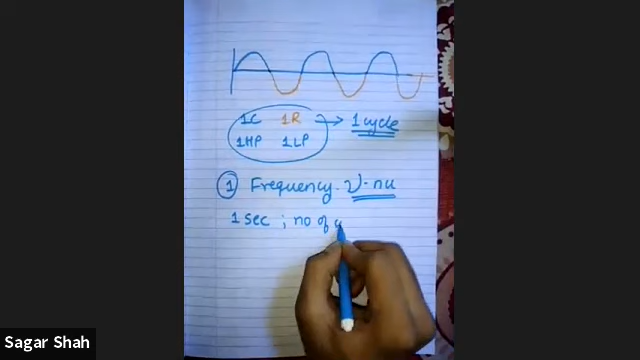 1C 1R → 1 cycle
1HP 1LP
① Frequency. ν - nu
1 sec ; no of
Sagar Shah